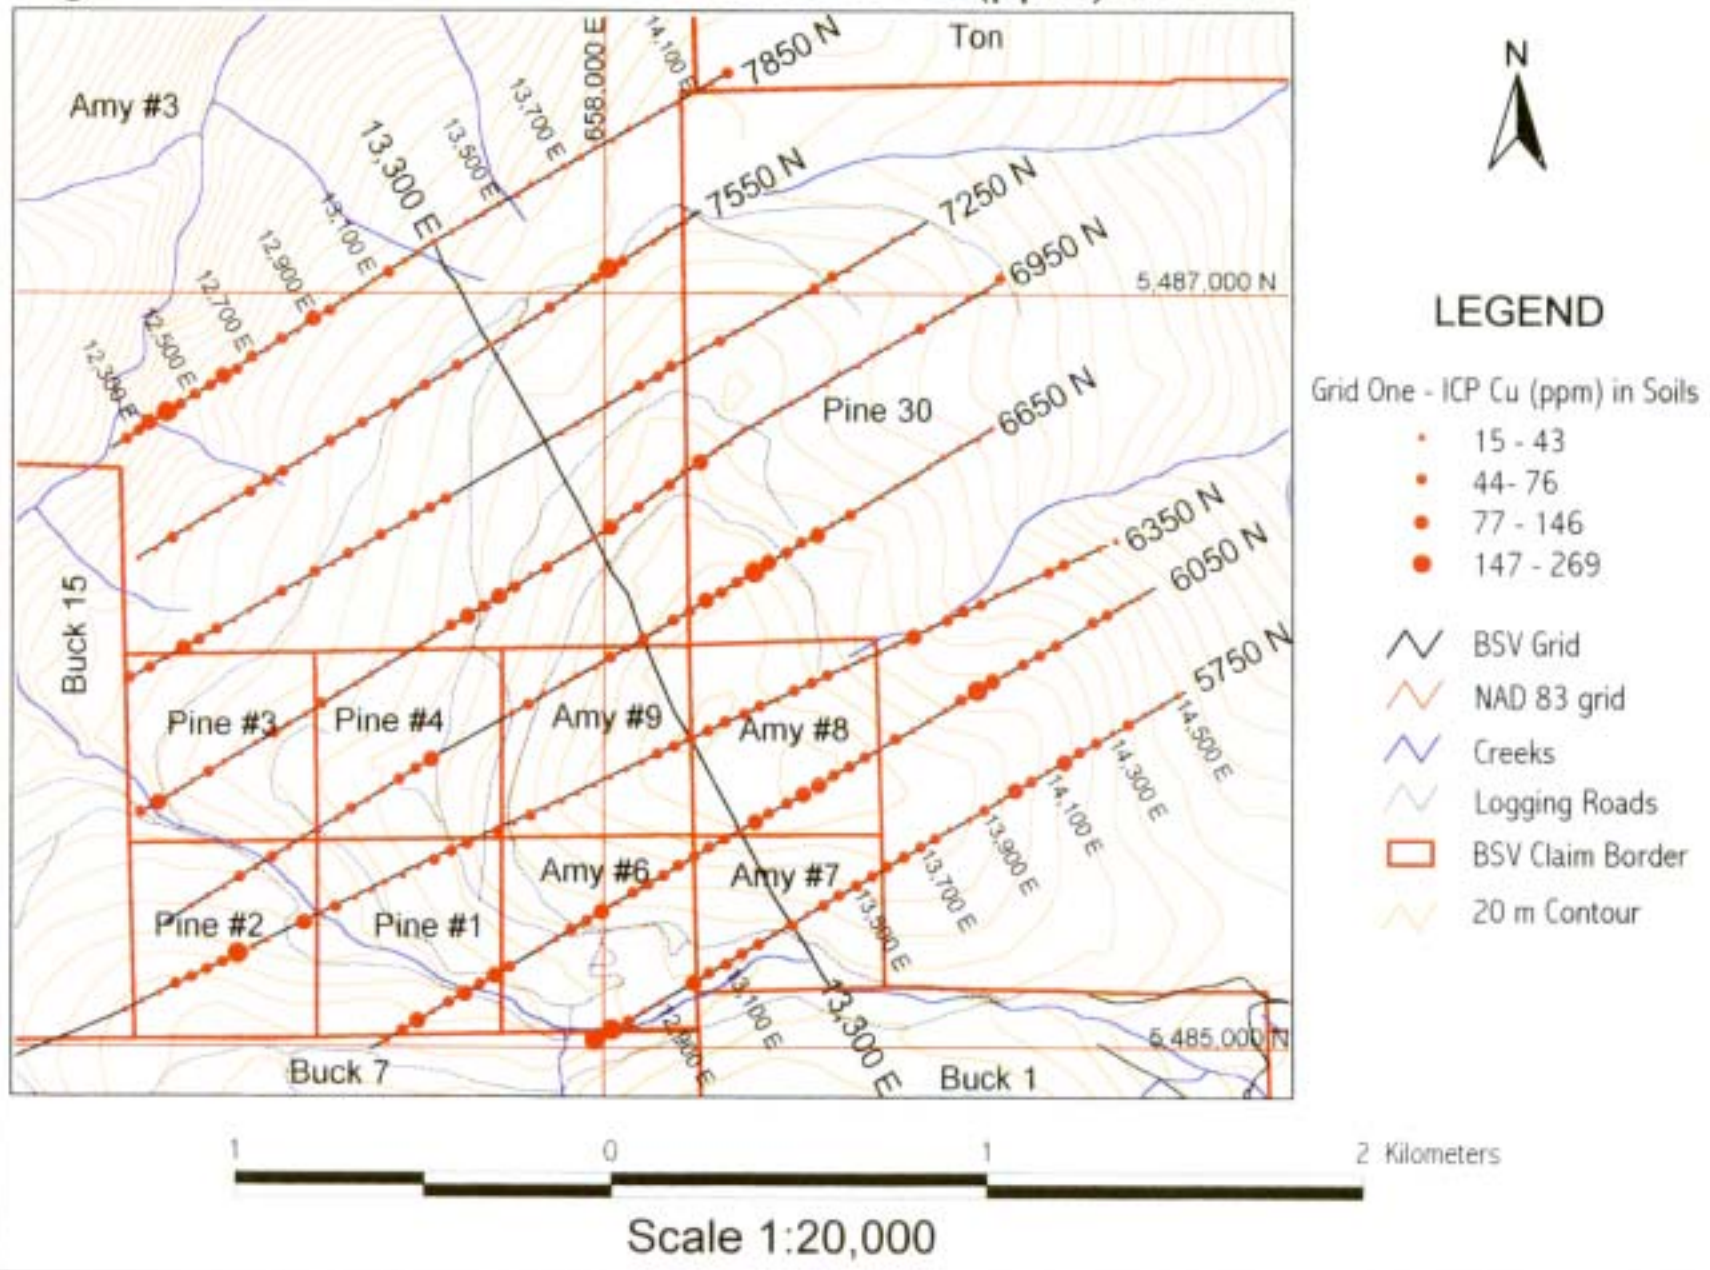 Ton
Amy #3
658,000 E
14,100 E
7850 N
13,700 E
13,500 E
13,300 E
13,100 E
12,900 E
12,700 E
12,500 E
12,300 E
7550 N
7250 N
6950 N
5,487,000 N
Pine 30
6650 N
6350 N
6050 N
5750 N
Buck 15
Pine #3
Pine #4
Amy #9
Amy #8
14,500 E
14,300 E
14,100 E
13,900 E
13,700 E
13,500 E
Amy #6
Amy #7
Pine #2
Pine #1
13,300 E
13,100 E
12,900 E
5,485,000 N
Buck 7
Buck 1
N
LEGEND
Grid One - ICP Cu (ppm) in Soils
15 - 43
44- 76
77 - 146
147 - 269
BSV Grid
NAD 83 grid
Creeks
Logging Roads
BSV Claim Border
20 m Contour
1 0 1 2 Kilometers
Scale 1:20,000